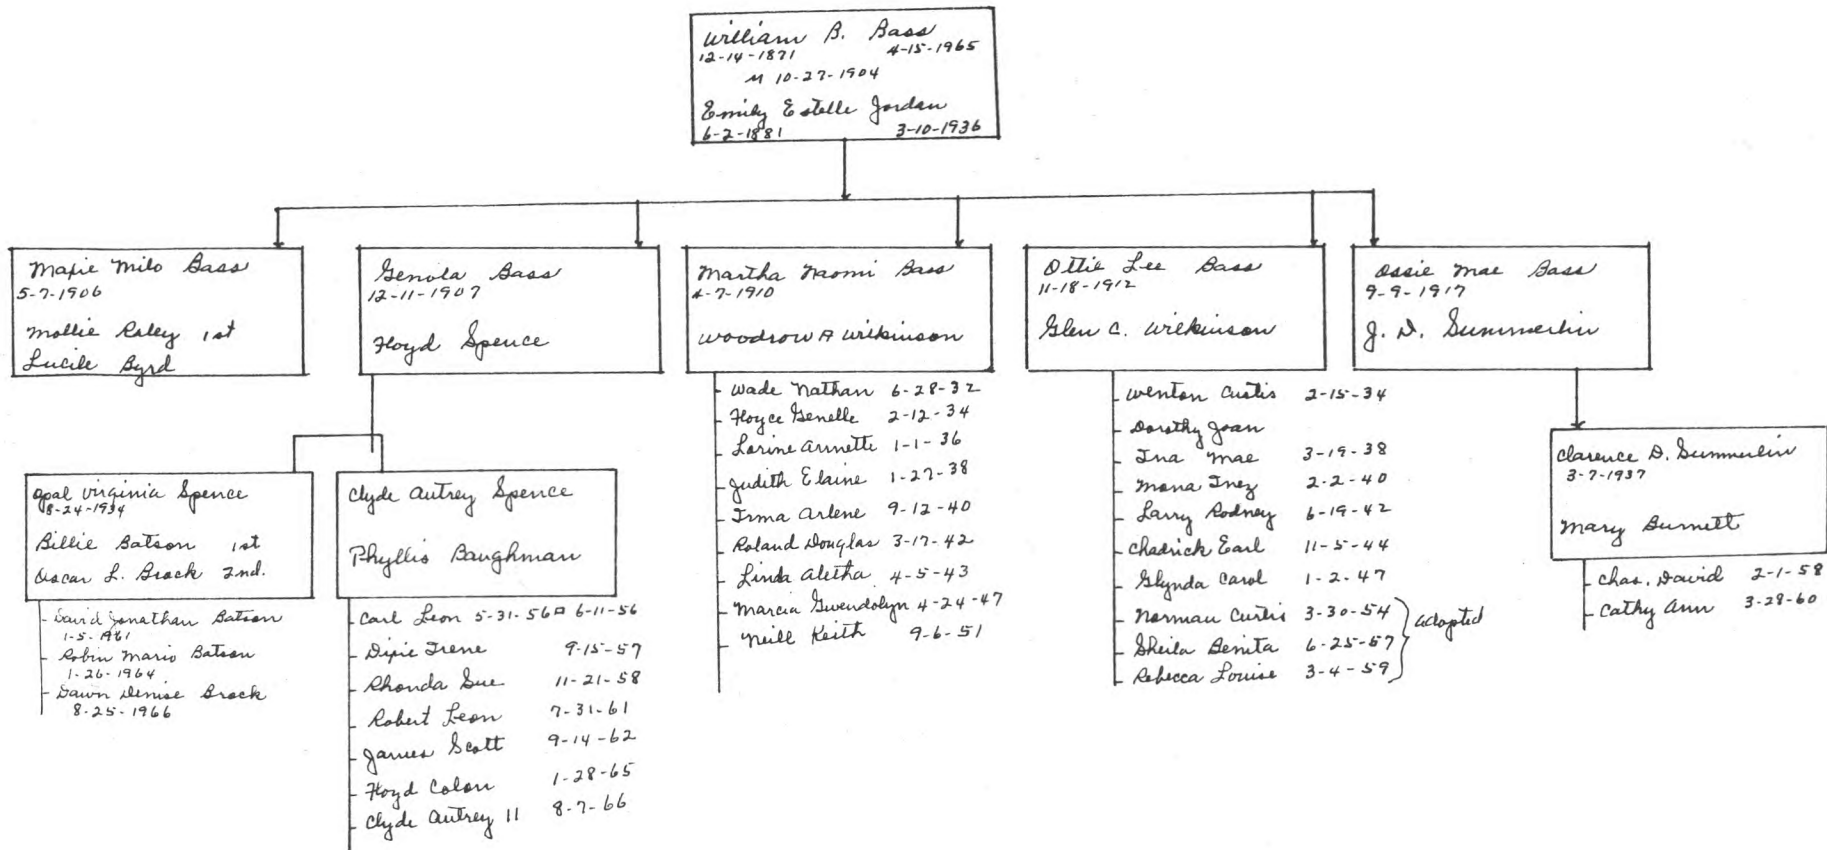 William B. Bass
12-14-1871 4-15-1965
M 10-27-1904
Emily Estelle Jordan
6-2-1881 3-10-1936
Maxie Milo Bass
5-7-1906
Mollie Raley 1st
Lucile Byrd
Genola Bass
12-11-1907
Floyd Spence
Martha Naomi Bass
4-7-1910
Woodrow A Wilkinson
Ottie Lee Bass
11-18-1912
Glen C. Wilkinson
Ossie Mae Bass
9-9-1917
J. D. Summerlin
Opal Virginia Spence
8-24-1934
Billie Batson 1st
Oscar L. Brock 2nd.
David Jonathan Batson
1-5-1961
Robin Mario Batson
1-26-1964
Dawn Denise Brock
8-25-1966
Clyde Autrey Spence
Phyllis Baughman
Carl Leon 5-31-56 D 6-11-56
Dixie Irene 9-15-57
Rhonda Sue 11-21-58
Robert Leon 7-31-61
James Scott 9-14-62
Floyd Colon 1-28-65
Clyde Autrey II 8-7-66
Wade Nathan 6-28-32
Floyce Genelle 2-12-34
Lorine Annette 1-1-36
Judith Elaine 1-27-38
Irma Arlene 9-12-40
Roland Douglas 3-17-42
Linda Aletha 4-5-43
Marcia Gwendolyn 4-24-47
Neill Keith 9-6-51
Wenton Curtis 2-15-34
Dorothy Joan
Ina Mae 3-19-38
Mona Inez 2-2-40
Larry Rodney 6-19-42
Chadrick Earl 11-5-44
Glynda Carol 1-2-47
Norman Curtis 3-30-54
Sheila Benita 6-25-57
Rebecca Louise 3-4-59
adopted
Clarence D. Summerlin
3-7-1937
Mary Burnett
Chas. David 2-1-58
Cathy Ann 3-28-60